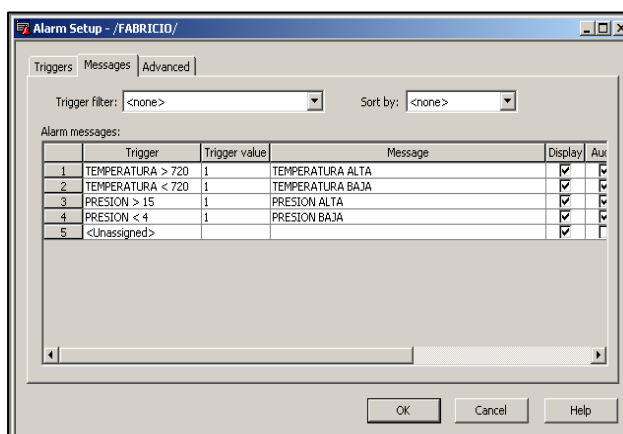 Alarm Setup - /FABRICIO/
Triggers Messages Advanced
Trigger filter: <none> Sort by: <none>
Alarm messages:
Trigger Trigger value Message Display Aud
1 TEMPERATURA > 720 1 TEMPERATURA ALTA
2 TEMPERATURA < 720 1 TEMPERATURA BAJA
3 PRESION > 15 1 PRESION ALTA
4 PRESION < 4 1 PRESION BAJA
5 <Unassigned>
OK Cancel Help